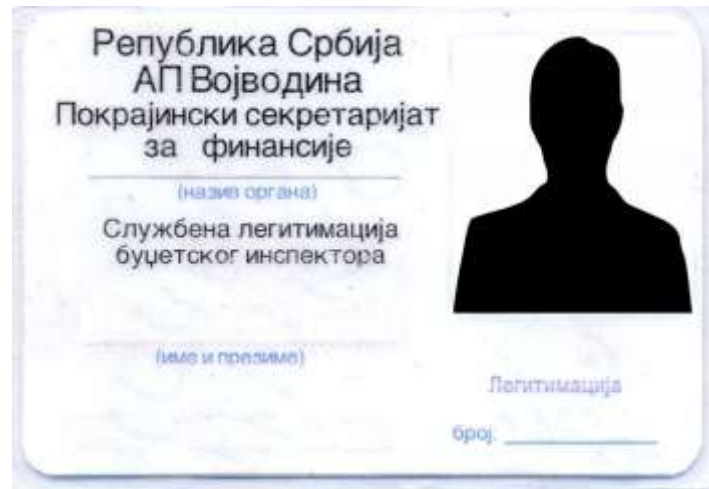 Република Србија
АП Војводина
Покрајински секретаријат
за финансије
(назив органа)
Службена легитимација
буџетског инспектора
(име и презиме)
Легитимација
број.